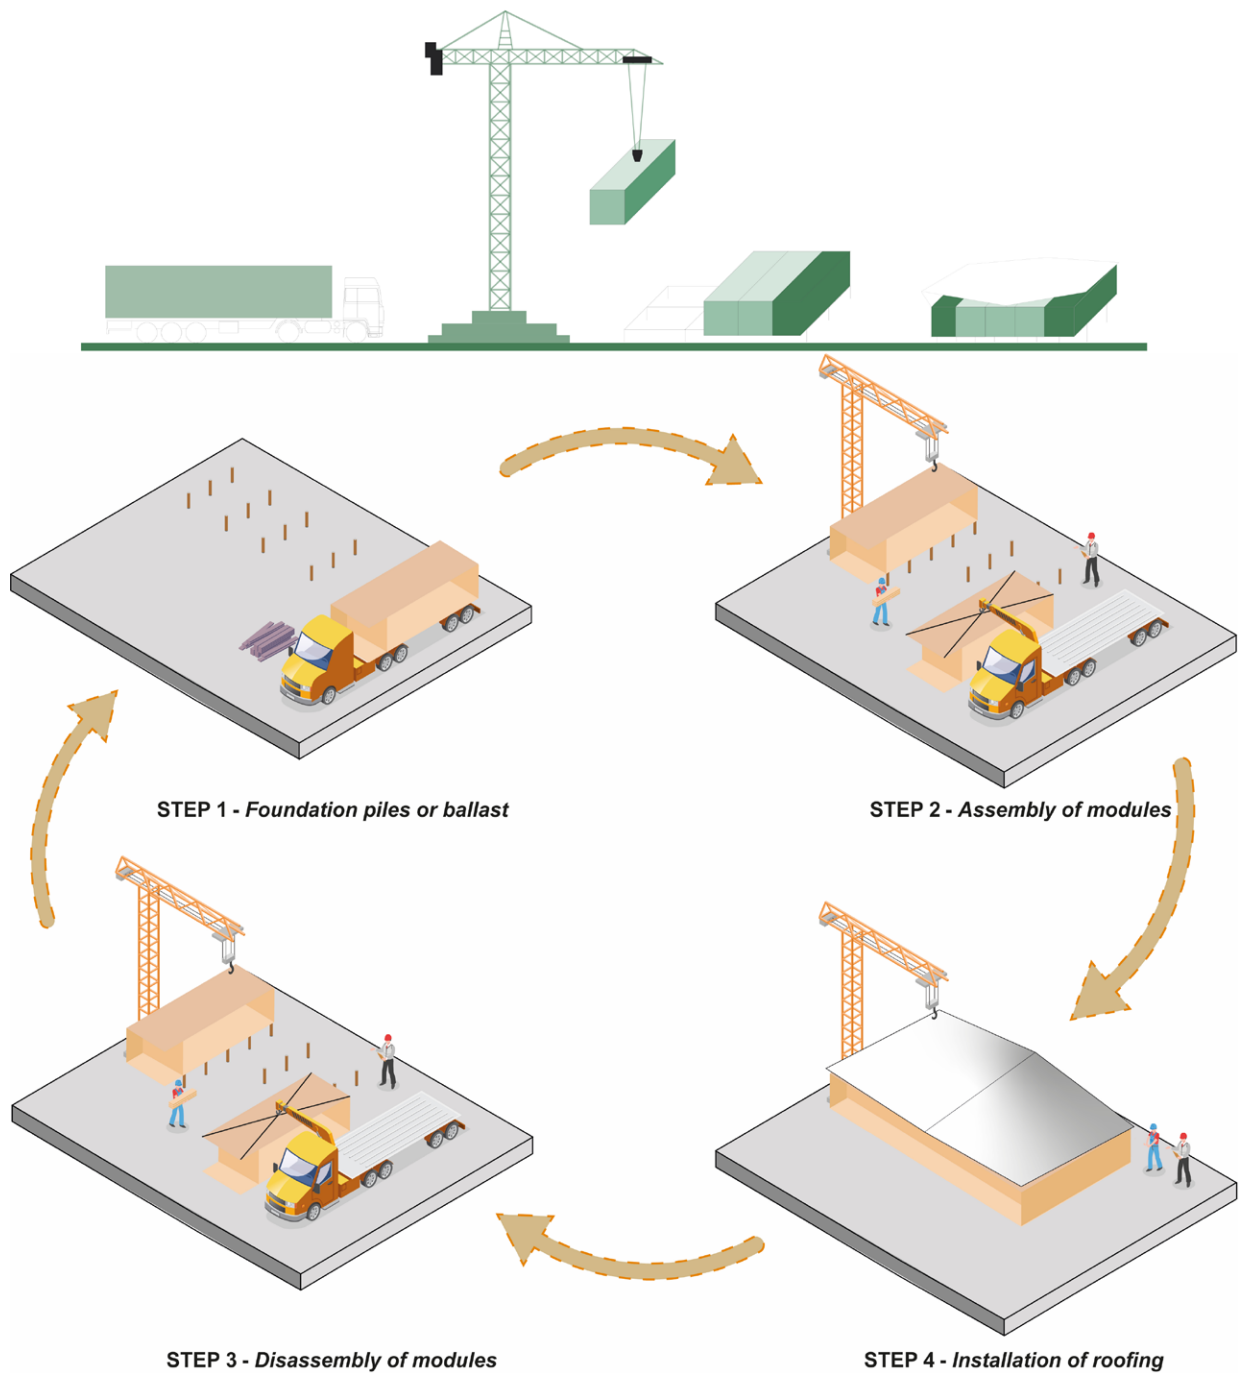 STEP 1 - Foundation piles or ballast
STEP 2 - Assembly of modules
STEP 3 - Disassembly of modules
STEP 4 - Installation of roofing